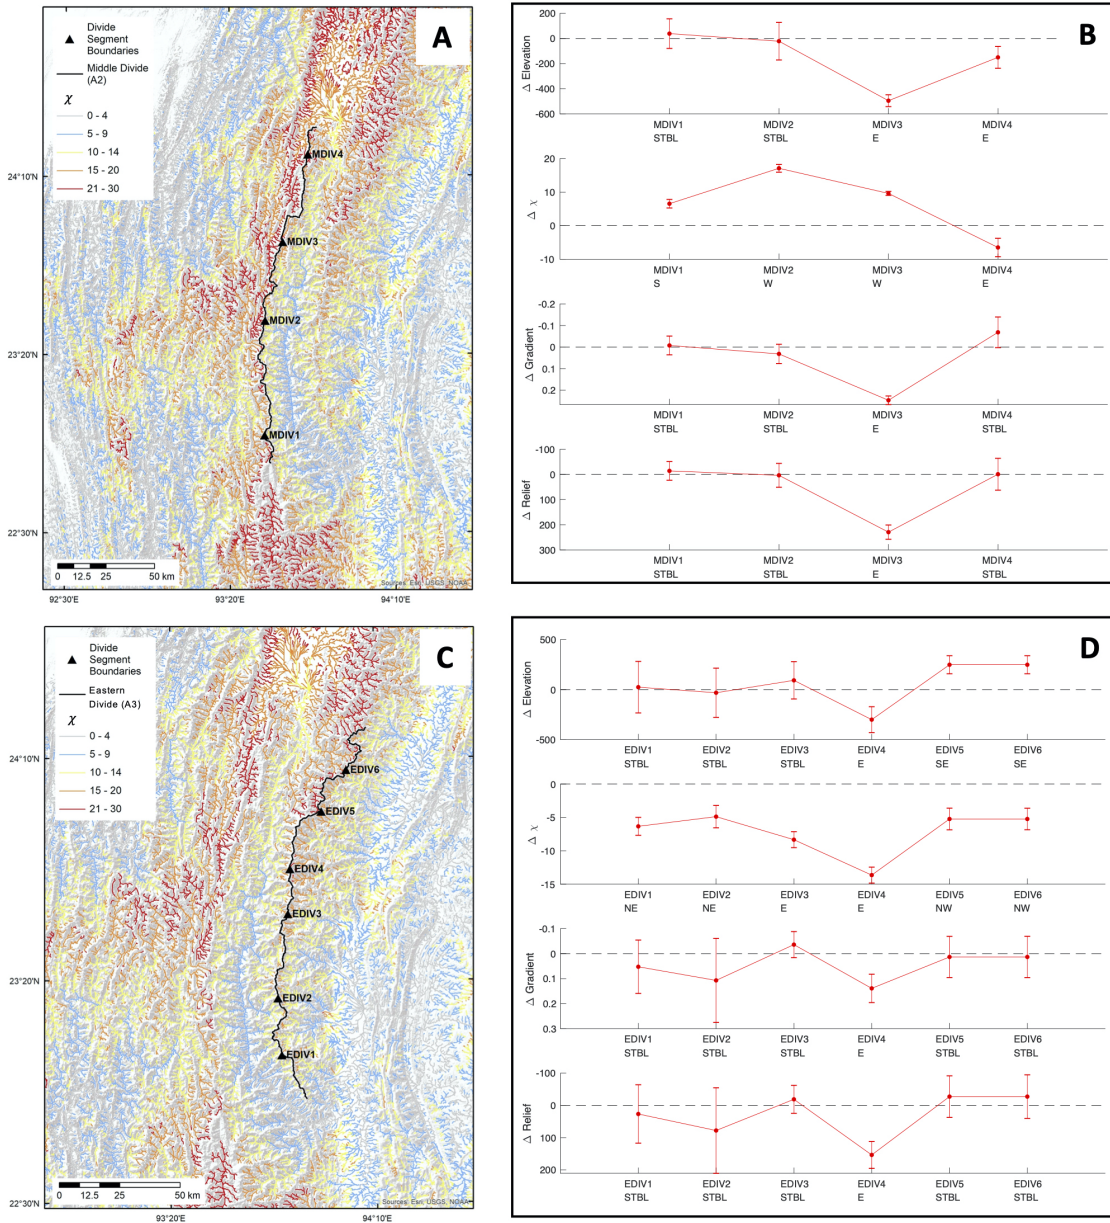 A
Divide
Segment
Boundaries
Middle Divide
(A2)
χ
0 - 4
5 - 9
10 - 14
15 - 20
21 - 30
MDIV4
MDIV3
MDIV2
MDIV1
24°10'N
23°20'N
22°30'N
0 12.5 25 50 km
Sources: Esri, USGS, NOAA
92°30'E 93°20'E 94°10'E
B
Δ Elevation
200
0
-200
-400
-600
MDIV1 MDIV2 MDIV3 MDIV4
STBL STBL E E
Δ χ
20
10
0
-10
MDIV1 MDIV2 MDIV3 MDIV4
S W W E
Δ Gradient
-0.2
-0.1
0
0.1
0.2
MDIV1 MDIV2 MDIV3 MDIV4
STBL STBL E STBL
Δ Relief
-100
0
100
200
300
MDIV1 MDIV2 MDIV3 MDIV4
STBL STBL E STBL
C
Divide
Segment
Boundaries
Eastern
Divide (A3)
χ
0 - 4
5 - 9
10 - 14
15 - 20
21 - 30
EDIV6
EDIV5
EDIV4
EDIV3
EDIV2
EDIV1
24°10'N
23°20'N
22°30'N
0 12.5 25 50 km
Sources: Esri, USGS, NOAA
93°20'E 94°10'E
D
Δ Elevation
500
0
-500
EDIV1 EDIV2 EDIV3 EDIV4 EDIV5 EDIV6
STBL STBL STBL E SE SE
Δ χ
0
-5
-10
-15
EDIV1 EDIV2 EDIV3 EDIV4 EDIV5 EDIV6
NE NE E E NW NW
Δ Gradient
-0.1
0
0.1
0.2
0.3
EDIV1 EDIV2 EDIV3 EDIV4 EDIV5 EDIV6
STBL STBL STBL E STBL STBL
Δ Relief
-100
0
100
200
EDIV1 EDIV2 EDIV3 EDIV4 EDIV5 EDIV6
STBL STBL STBL E STBL STBL